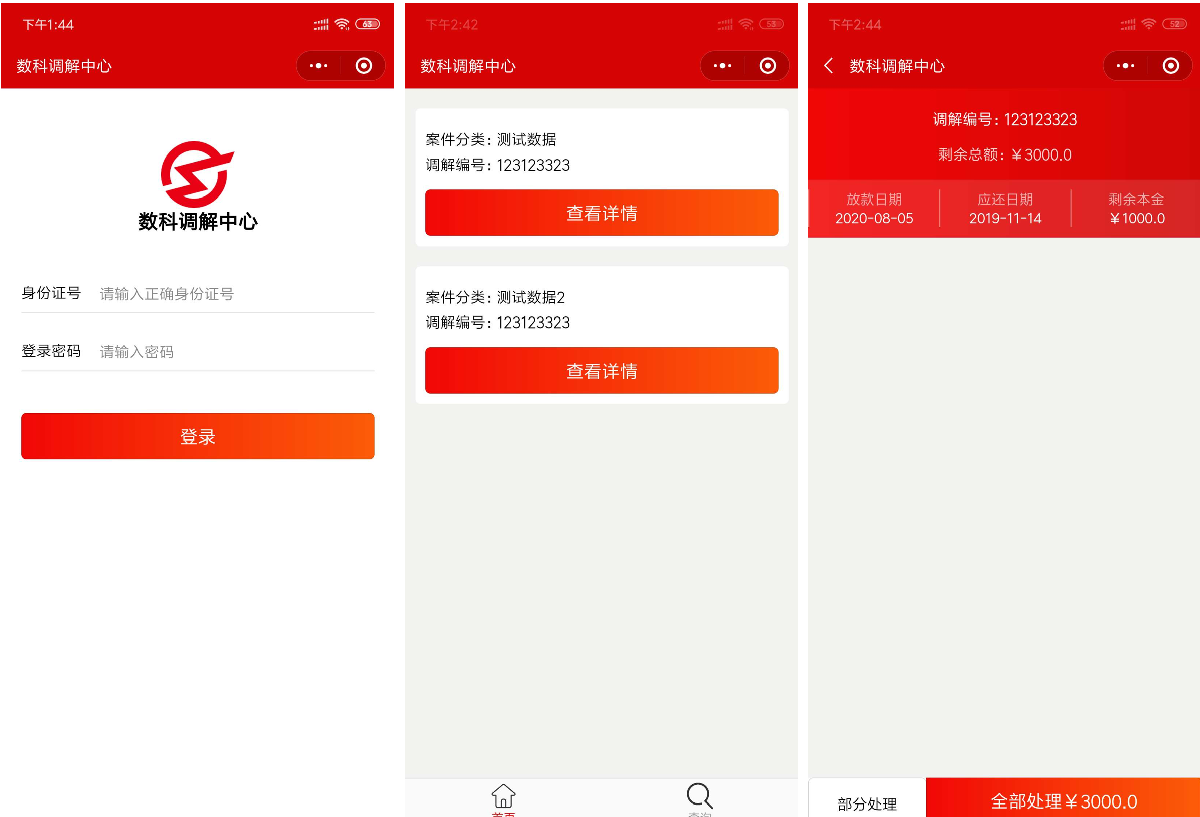 下午1:44
63
数科调解中心
数科调解中心
身份证号 请输入正确身份证号
登录密码 请输入密码
登录
下午2:42
53
数科调解中心
案件分类: 测试数据
调解编号: 123123323
查看详情
案件分类: 测试数据2
调解编号: 123123323
查看详情
首页
查询
下午2:44
52
数科调解中心
调解编号: 123123323
剩余总额: ￥3000.0
放款日期 应还日期 剩余本金
2020-08-05 2019-11-14 ￥1000.0
部分处理 全部处理￥3000.0